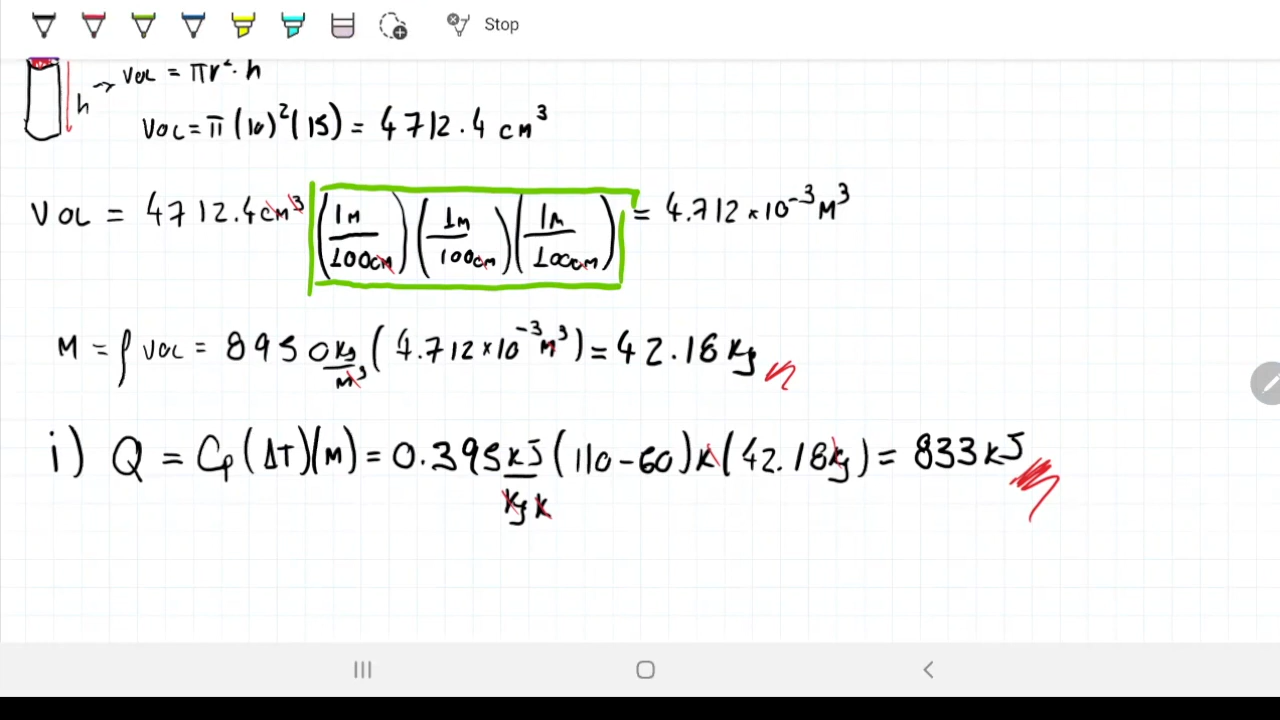 Stop
h → VOL = πr²·h
VOL = π(10)²(15) = 4712.4 cm³
VOL = 4712.4 cm³ (1M/100cm)(1M/100cm)(1M/100cm) = 4.712 × 10⁻³ M³
M = ρ VOL = 8950 kg/m³ (4.712×10⁻³ M³) = 42.18 kg
i) Q = Cp(ΔT)(M) = 0.395 kJ/kg K (110-60) K (42.18 kg) = 833 kJ